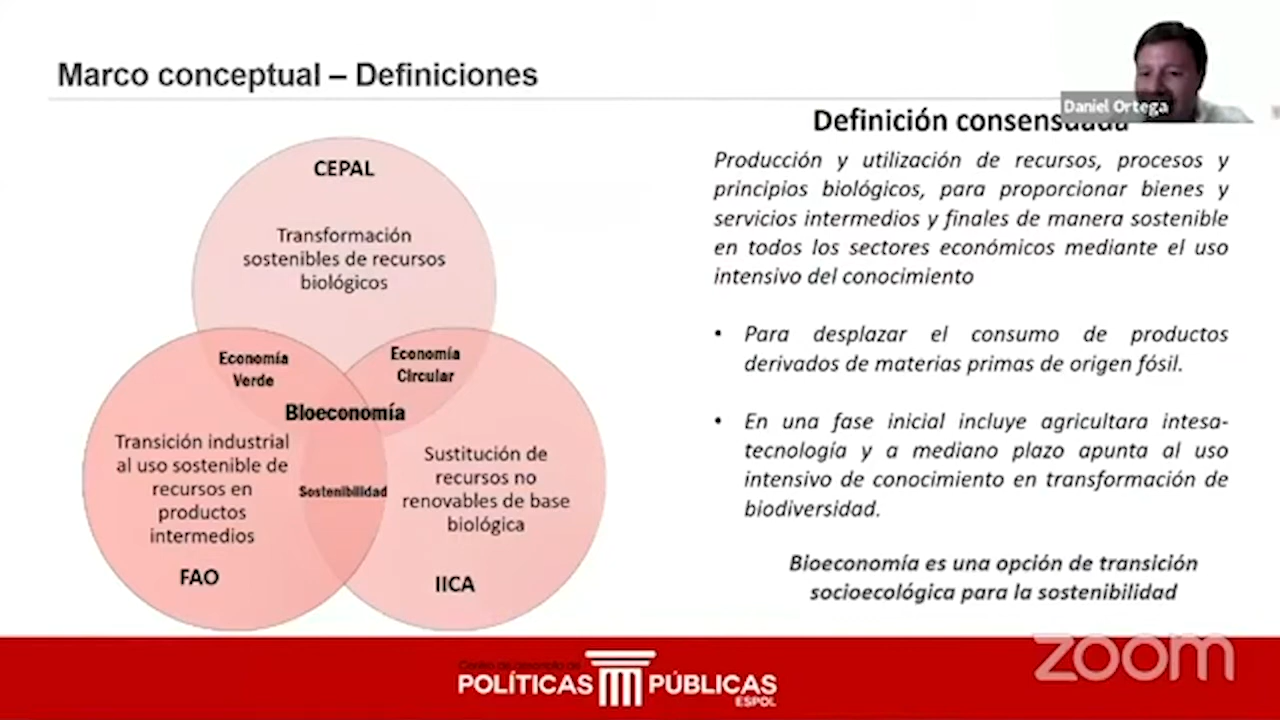 Marco conceptual – Definiciones
Daniel Ortega
CEPAL
Transformación
sostenibles de recursos
biológicos
Economía
Verde
Economía
Circular
Bioeconomía
Transición industrial
al uso sostenible de
recursos en
productos
intermedios
FAO
Sostenibilidad
Sustitución de
recursos no
renovables de base
biológica
IICA
Definición consensuada
Producción y utilización de recursos, procesos y
principios biológicos, para proporcionar bienes y
servicios intermedios y finales de manera sostenible
en todos los sectores económicos mediante el uso
intensivo del conocimiento
• Para desplazar el consumo de productos
derivados de materias primas de origen fósil.
• En una fase inicial incluye agricultara intesa-
tecnología y a mediano plazo apunta al uso
intensivo de conocimiento en transformación de
biodiversidad.
Bioeconomía es una opción de transición
socioecológica para la sostenibilidad
Centro de desarrollo de
POLÍTICAS PÚBLICAS
ESPOL
zoom